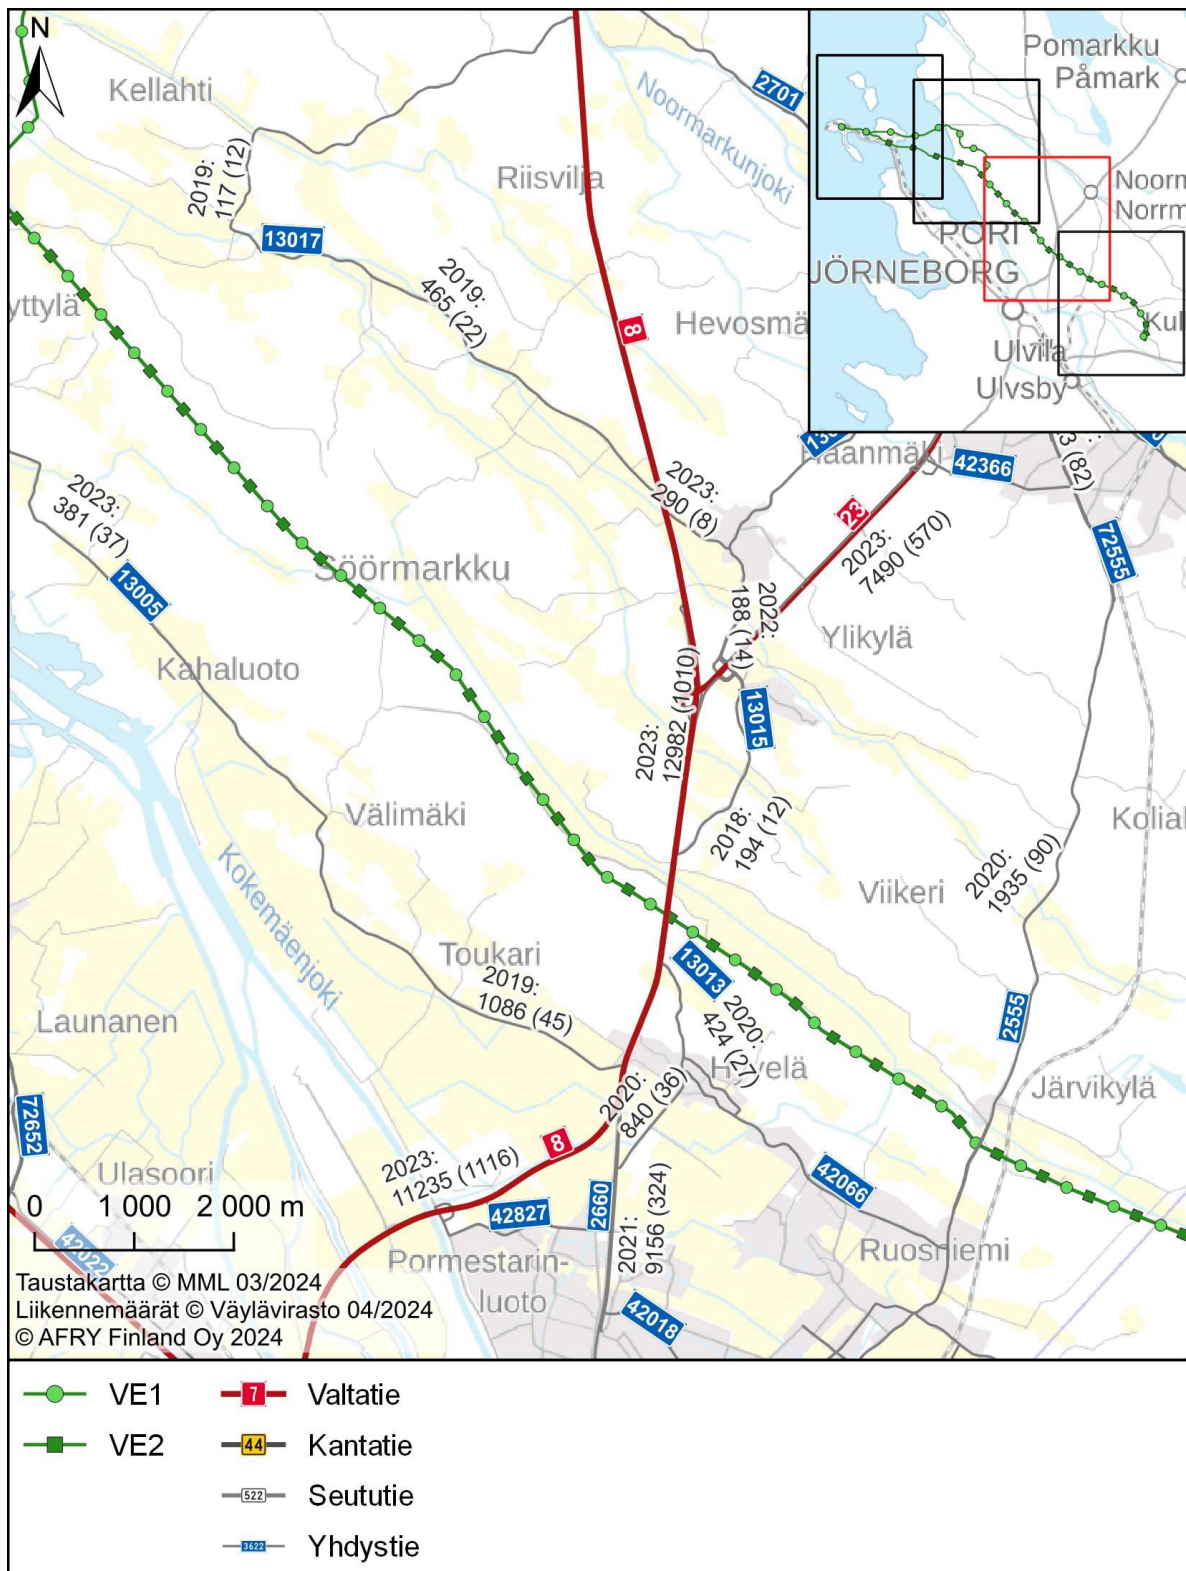 N
Kellahti
2701
Noormarkunjoki
Riisvilja
2019:
117 (12)
13017
2019:
465 (22)
8
Hevosmä
yttylä
Pomarkku
Påmark
Noorm
Norrm
PORI
JÖRNEBORG
Kul
Ulvila
Ulvsby
42366
(82)
23
2023:
7490 (570)
72555
2023:
290 (8)
2023:
381 (37)
13005
Söörmarkku
Kahaluoto
2022:
188 (14)
Ylikylä
13015
2023:
12982 (1010)
Välimäki
2018:
194 (12)
Kokemäenjoki
Viikeri
2020:
1935 (90)
Kolial
Toukari
2019:
1086 (45)
13013
2020:
424 (27)
2555
Launanen
Järvikylä
72652
2020:
840 (36)
8
Ulasoori
2023:
11235 (1116)
42827
2660
2021:
9156 (324)
42066
Ruosniemi
0 1 000 2 000 m
42022
Pormestarin-
luoto
42018
Taustakartta © MML 03/2024
Liikennemäärät © Väylävirasto 04/2024
© AFRY Finland Oy 2024
VE1
VE2
7 Valtatie
44 Kantatie
522 Seututie
3622 Yhdystie